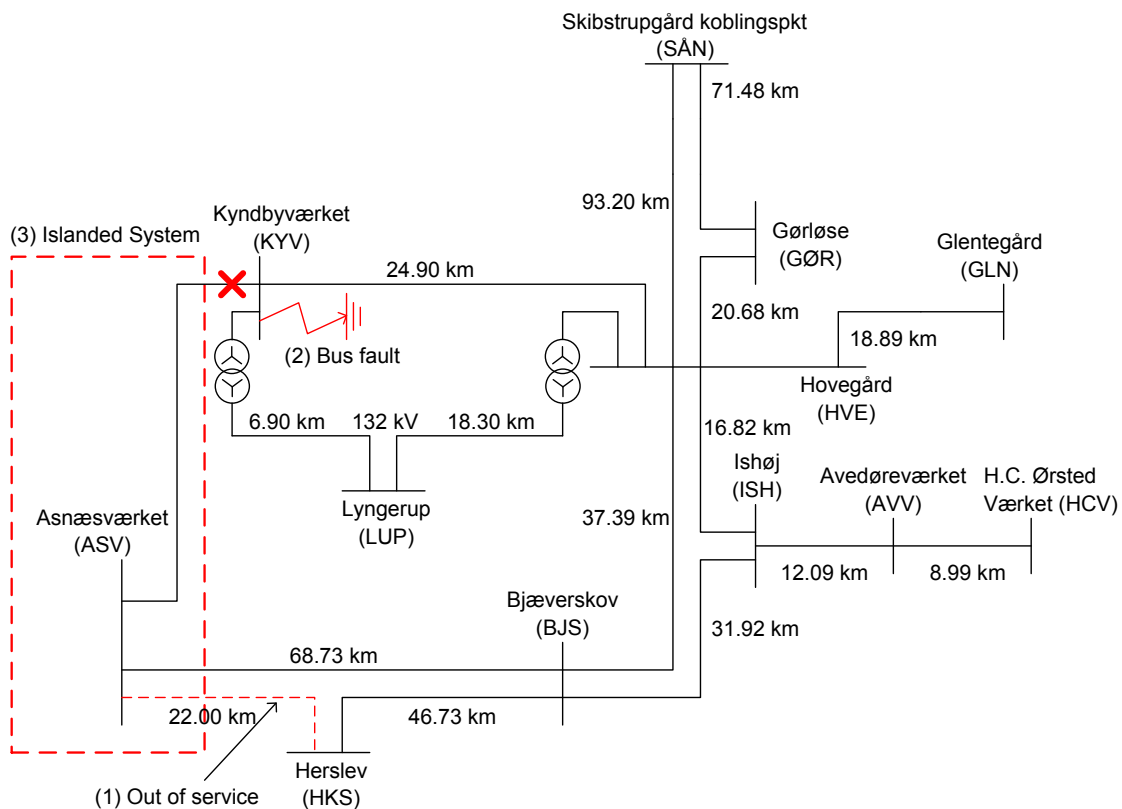 Skibstrupgård koblingspkt
(SÅN)
71.48 km
93.20 km
Kyndbyværket
(KYV)
Gørløse
(GØR)
Glentegård
(GLN)
(3) Islanded System
24.90 km
20.68 km
18.89 km
(2) Bus fault
Hovegård
(HVE)
6.90 km
132 kV
18.30 km
16.82 km
Ishøj
(ISH)
Avedøreværket
(AVV)
H.C. Ørsted
Værket (HCV)
Lyngerup
(LUP)
Asnæsværket
(ASV)
37.39 km
12.09 km
8.99 km
Bjæverskov
(BJS)
31.92 km
68.73 km
22.00 km
46.73 km
Herslev
(HKS)
(1) Out of service